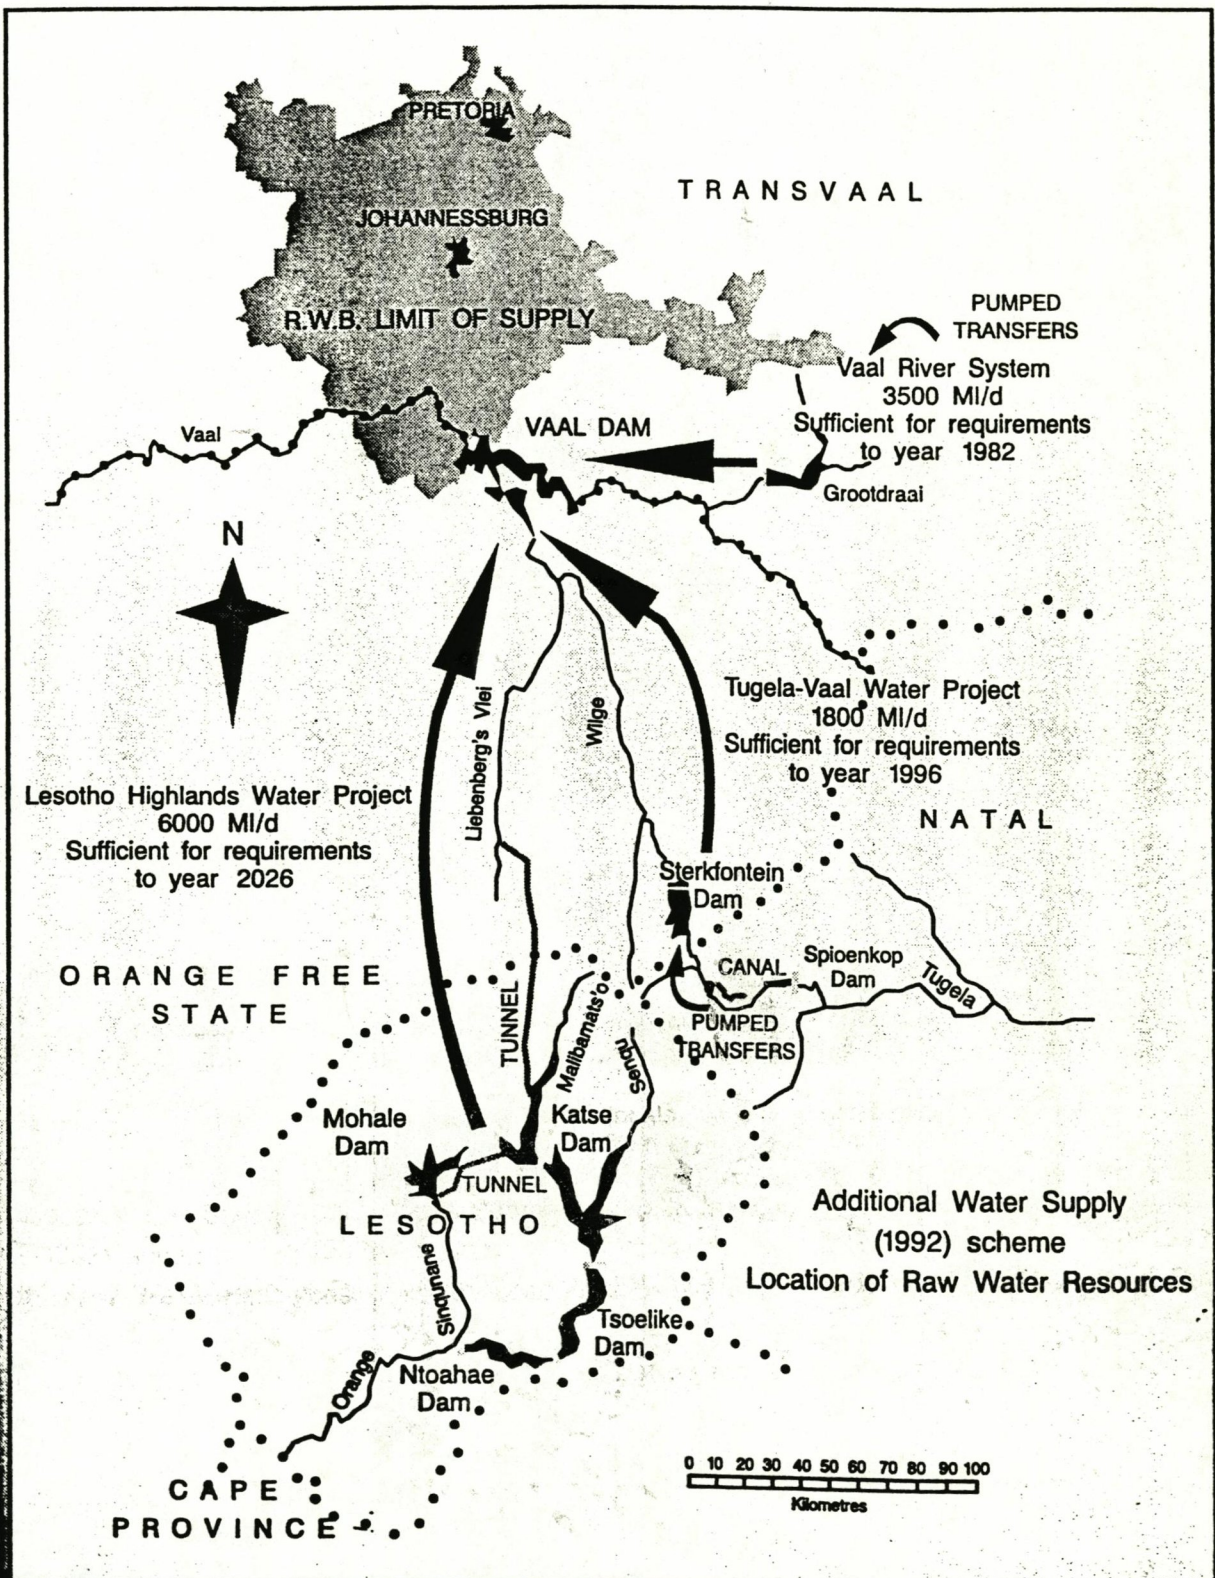 PRETORIA
TRANSVAAL
JOHANNESSBURG
R.W.B. LIMIT OF SUPPLY
PUMPED
TRANSFERS
Vaal River System
3500 Ml/d
Sufficient for requirements
to year 1982
Vaal
VAAL DAM
Grootdraai
N
Tugela-Vaal Water Project
1800 Ml/d
Sufficient for requirements
to year 1996
Liebenberg's Vlei
Wilge
Lesotho Highlands Water Project
6000 Ml/d
Sufficient for requirements
to year 2026
NATAL
Sterkfontein
Dam
ORANGE FREE
STATE
CANAL
Spioenkop
Dam
Tugela
TUNNEL
Malibamats'o
Senqu
PUMPED
TRANSFERS
Mohale
Dam
Katse
Dam
TUNNEL
LESOTHO
Sinqunane
Additional Water Supply
(1992) scheme
Location of Raw Water Resources
Tsoelike
Dam
Orange
Ntoahae
Dam
0 10 20 30 40 50 60 70 80 90 100
Kilometres
CAPE
PROVINCE